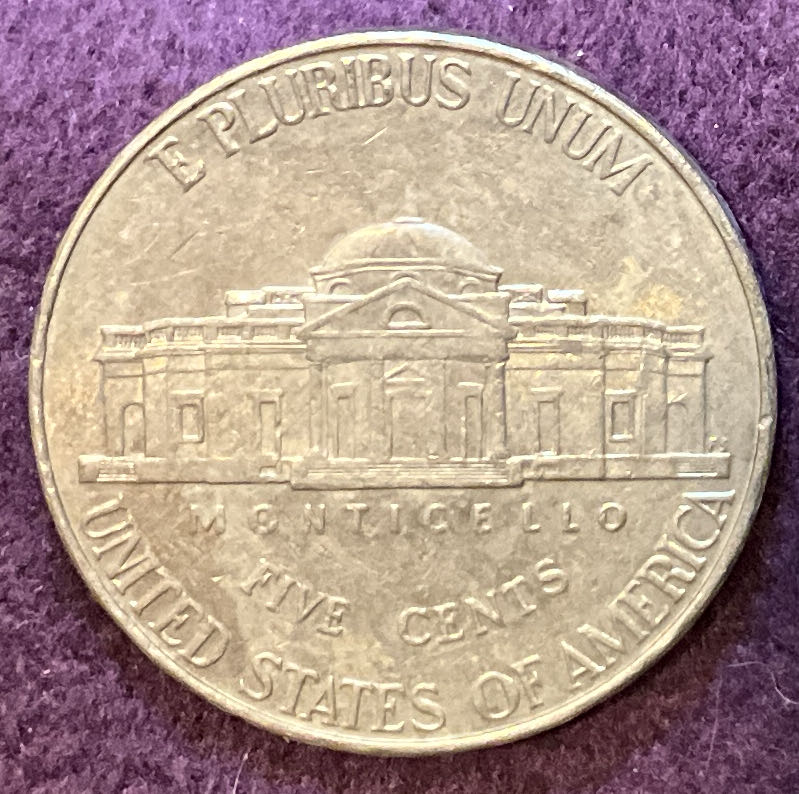 E PLURIBUS UNUM
MONTICELLO
FIVE CENTS
UNITED STATES OF AMERICA